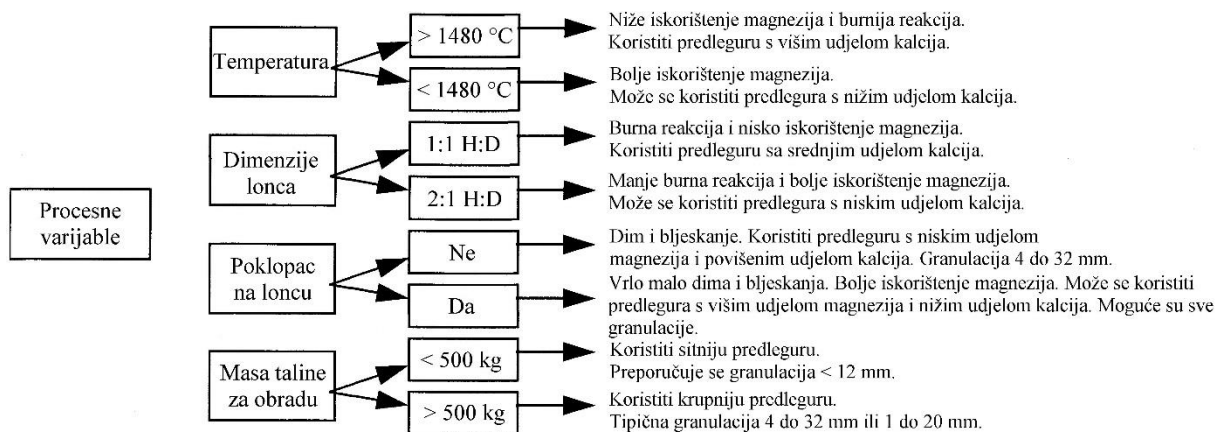 Procesne
varijable
Temperatura
> 1480 °C
Niže iskorištenje magnezija i burnija reakcija.
Koristiti predleguru s višim udjelom kalcija.
< 1480 °C
Bolje iskorištenje magnezija.
Može se koristiti predlegura s nižim udjelom kalcija.
Dimenzije
lonca
1:1 H:D
Burna reakcija i nisko iskorištenje magnezija.
Koristiti predleguru sa srednjim udjelom kalcija.
2:1 H:D
Manje burna reakcija i bolje iskorištenje magnezija.
Može se koristiti predlegura s niskim udjelom kalcija.
Poklopac
na loncu
Ne
Dim i blјeskanje. Koristiti predleguru s niskim udjelom
magnezija i povišenim udjelom kalcija. Granulacija 4 do 32 mm.
Da
Vrlo malo dima i bljeskanja. Bolje iskorištenje magnezija. Može se koristiti
predlegura s višim udjelom magnezija i nižim udjelom kalcija. Moguće su sve
granulacije.
Masa taline
za obradu
< 500 kg
Koristiti sitniju predleguru.
Preporučuje se granulacija < 12 mm.
> 500 kg
Koristiti krupniju predleguru.
Tipična granulacija 4 do 32 mm ili 1 do 20 mm.